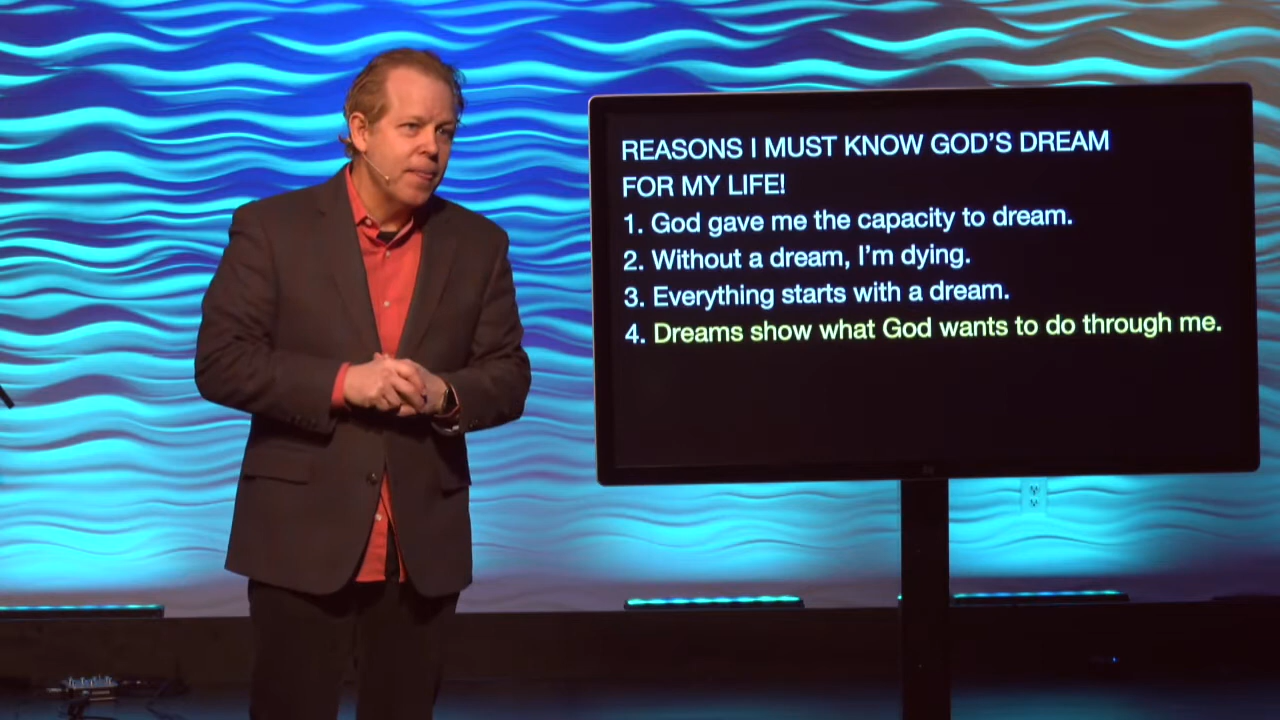 REASONS I MUST KNOW GOD'S DREAM
FOR MY LIFE!
1. God gave me the capacity to dream.
2. Without a dream, I'm dying.
3. Everything starts with a dream.
4. Dreams show what God wants to do through me.